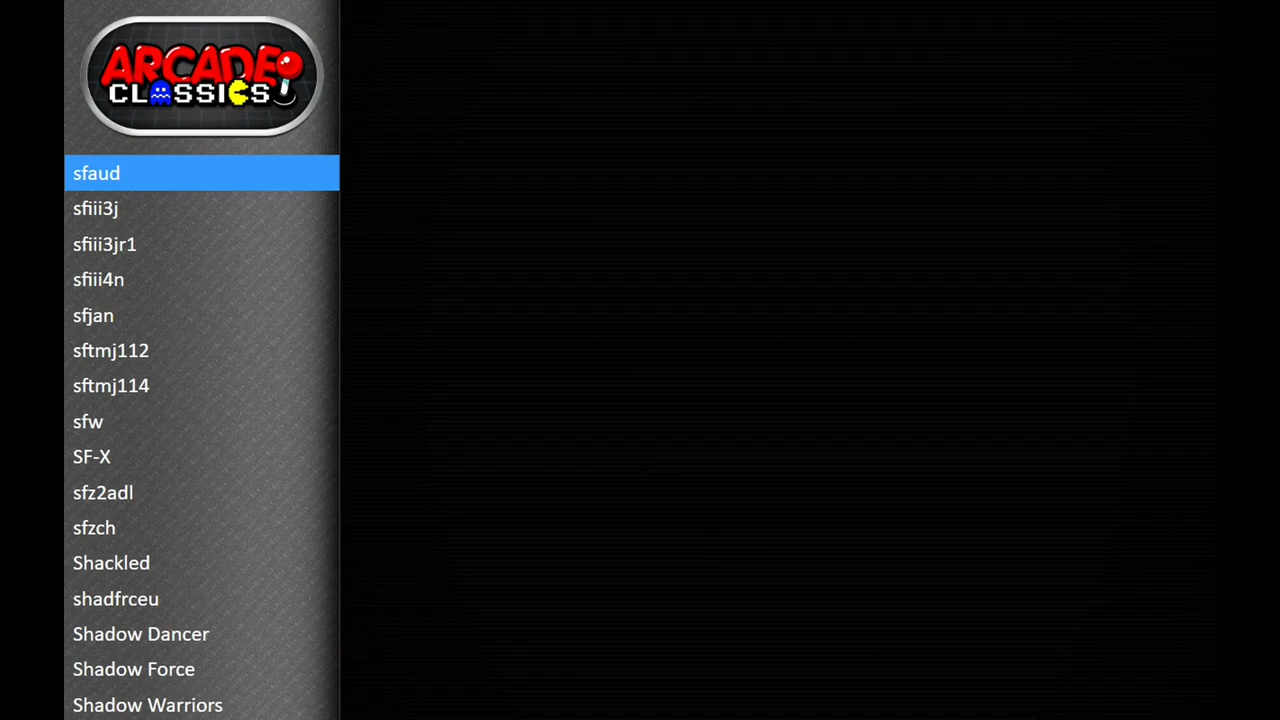 ARCADE
CLASSICS
sfaud
sfiii3j
sfiii3jr1
sfiii4n
sfjan
sftmj112
sftmj114
sfw
SF-X
sfz2adl
sfzch
Shackled
shadfrceu
Shadow Dancer
Shadow Force
Shadow Warriors